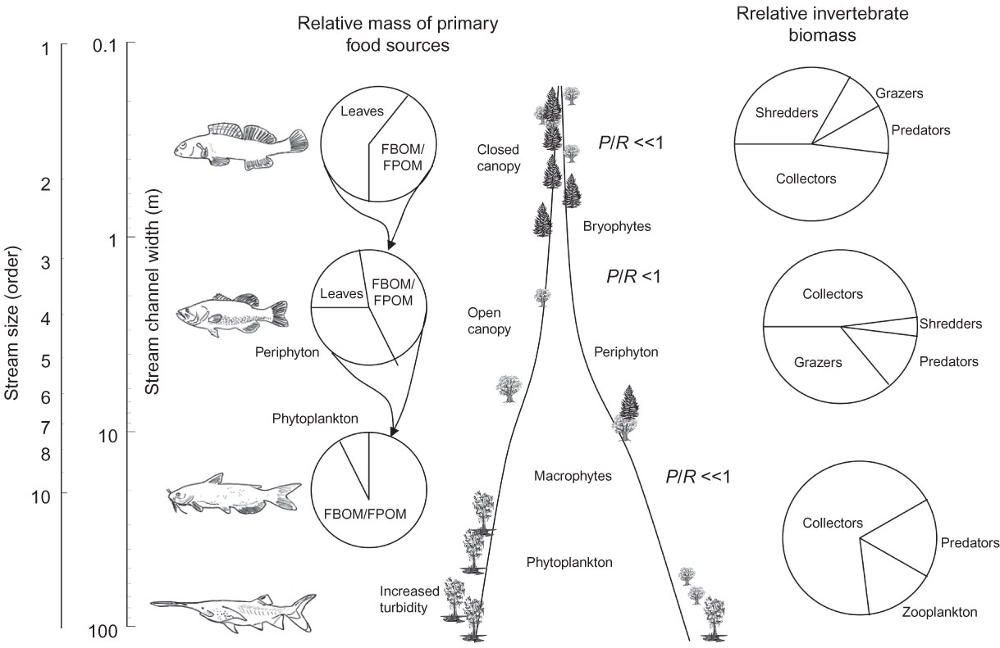 Rrelative mass of primary
food sources
Rrelative invertebrate
biomass
Stream size (order)
1
2
3
4
5
6
7
8
10
Stream channel width (m)
0.1
1
10
100
Leaves
FBOM/
FPOM
Leaves
FBOM/
FPOM
Periphyton
Phytoplankton
FBOM/FPOM
Closed
canopy
P/R <<1
Bryophytes
P/R <1
Open
canopy
Periphyton
Macrophytes
P/R <<1
Phytoplankton
Increased
turbidity
Shredders
Grazers
Predators
Collectors
Collectors
Shredders
Grazers
Predators
Collectors
Predators
Zooplankton